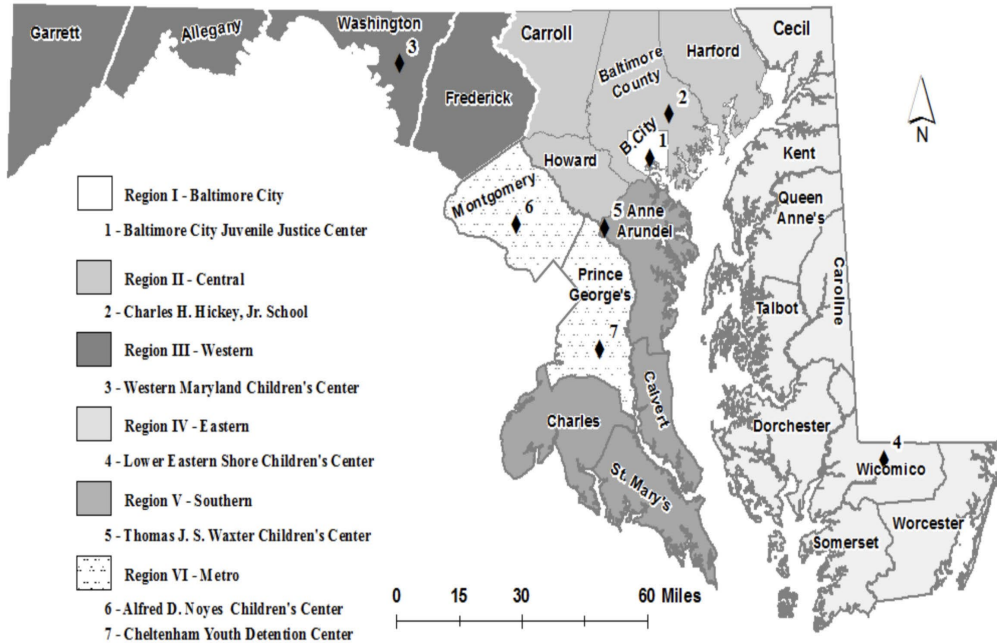 Garrett
Allegany
Washington
3
Frederick
Carroll
Baltimore
County
Harford
Cecil
2
B.City
1
Howard
Montgomery
6
5 Anne
Arundel
Prince
George's
7
Calvert
Charles
St. Mary's
Kent
Queen
Anne's
Caroline
Talbot
Dorchester
4
Wicomico
Worcester
Somerset
N
Region I - Baltimore City
1 - Baltimore City Juvenile Justice Center
Region II - Central
2 - Charles H. Hickey, Jr. School
Region III - Western
3 - Western Maryland Children's Center
Region IV - Eastern
4 - Lower Eastern Shore Children's Center
Region V - Southern
5 - Thomas J. S. Waxter Children's Center
Region VI - Metro
6 - Alfred D. Noyes Children's Center
7 - Cheltenham Youth Detention Center
0 15 30 60 Miles